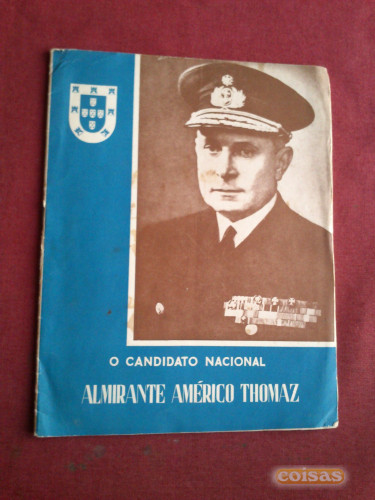 O CANDIDATO NACIONAL
ALMIRANTE AMÉRICO THOMAZ
coisas